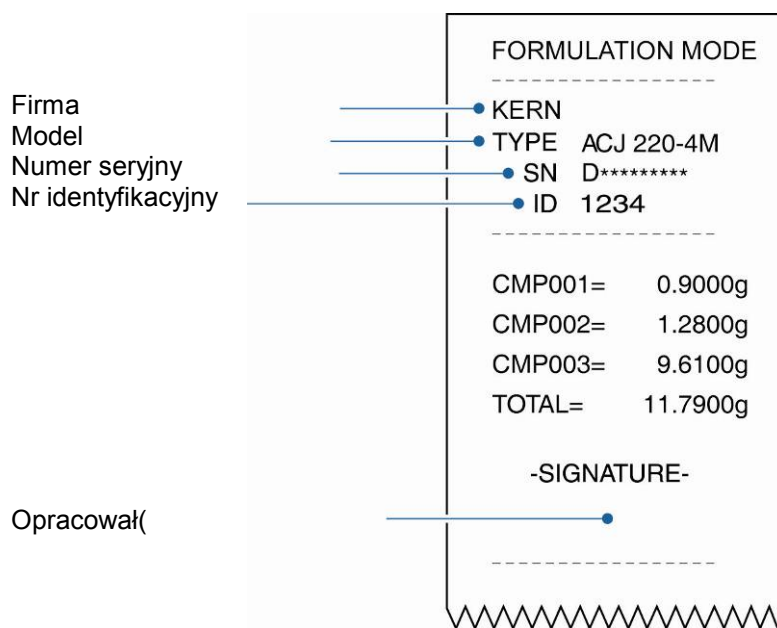 FORMULATION MODE
Firma KERN
Model TYPE ACJ 220-4M
Numer seryjny SN D*********
Nr identyfikacyjny ID 1234
CMP001= 0.9000g
CMP002= 1.2800g
CMP003= 9.6100g
TOTAL= 11.7900g
-SIGNATURE-
Opracował(